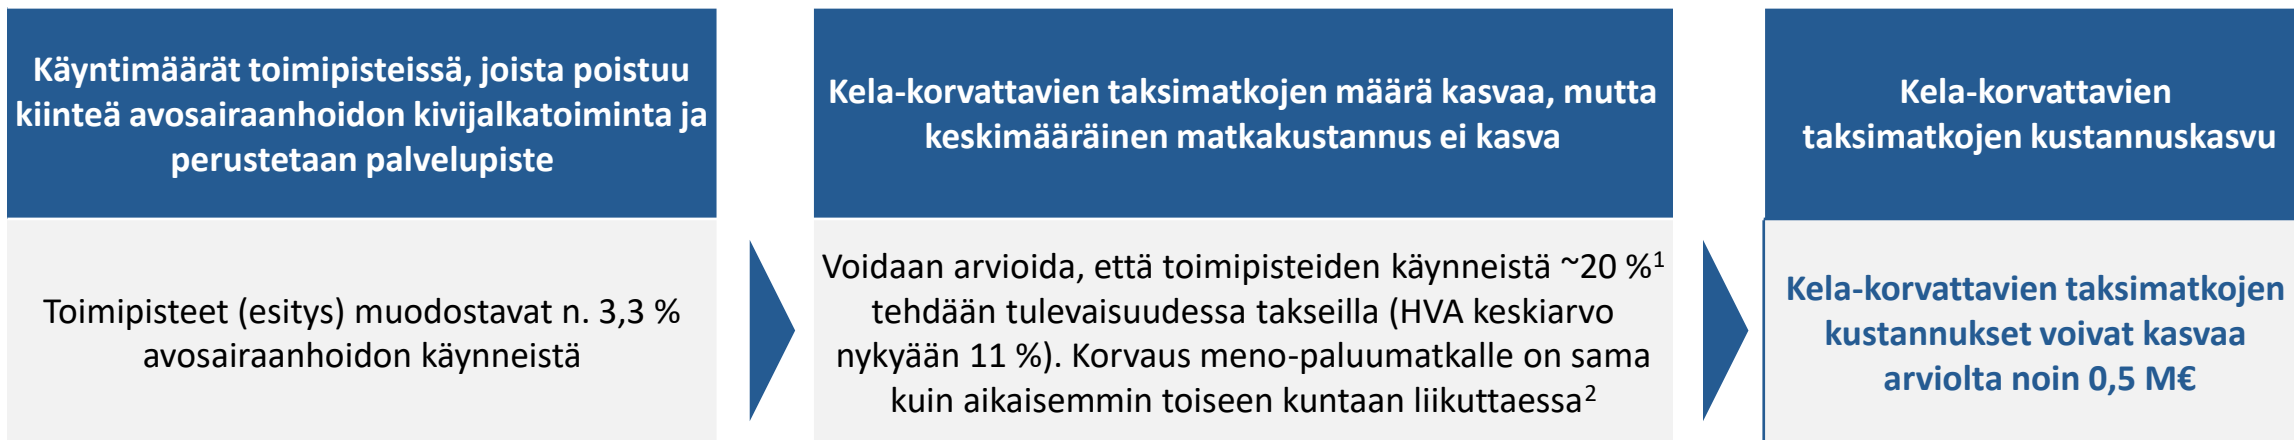 Käyntimäärät toimipisteissä, joista poistuu
kiinteä avosairaanhoidon kivijalkatoiminta ja
perustetaan palvelupiste
Toimipisteet (esitys) muodostavat n. 3,3 %
avosairaanhoidon käynneistä
Kela-korvattavien taksimatkojen määrä kasvaa, mutta
keskimääräinen matkakustannus ei kasva
Voidaan arvioida, että toimipisteiden käynneistä ~20 %¹
tehdään tulevaisuudessa takseilla (HVA keskiarvo
nykyään 11 %). Korvaus meno-paluumatkalle on sama
kuin aikaisemmin toiseen kuntaan liikuttaessa²
Kela-korvattavien
taksimatkojen kustannuskasvu
Kela-korvattavien taksimatkojen
kustannukset voivat kasvaa
arviolta noin 0,5 M€